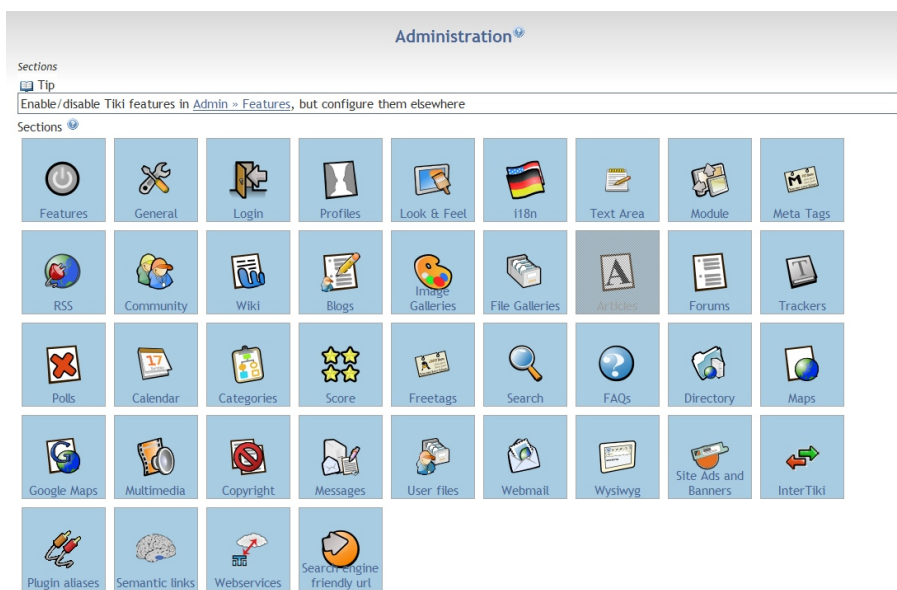 Administration
Sections
Tip
Enable/disable Tiki features in Admin » Features, but configure them elsewhere
Sections
Features General Login Profiles Look & Feel i18n Text Area Module Meta Tags
RSS Community Wiki Blogs Image Galleries File Galleries Articles Forums Trackers
Polls Calendar Categories Score Freetags Search FAQs Directory Maps
Google Maps Multimedia Copyright Messages User files Webmail Wysiwyg Site Ads and Banners InterTiki
Plugin aliases Semantic links Webservices Search engine friendly url